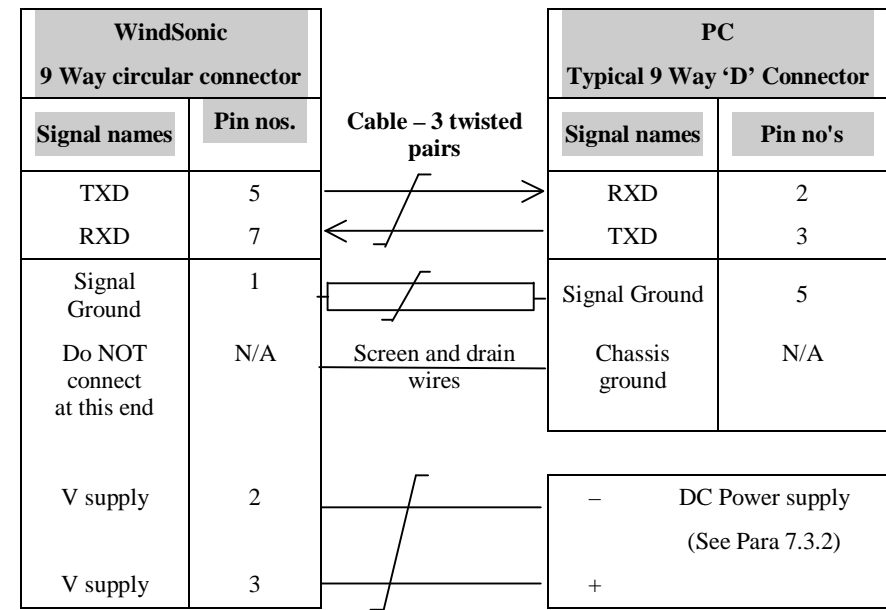 WindSonic
9 Way circular connector
PC
Typical 9 Way ‘D’ Connector
Signal names
Pin nos.
Cable – 3 twisted
pairs
Signal names
Pin no's
TXD
5
RXD
2
RXD
7
TXD
3
Signal
Ground
1
Signal Ground
5
Do NOT
connect
at this end
N/A
Screen and drain
wires
Chassis
ground
N/A
V supply
2
–
DC Power supply
(See Para 7.3.2)
V supply
3
+